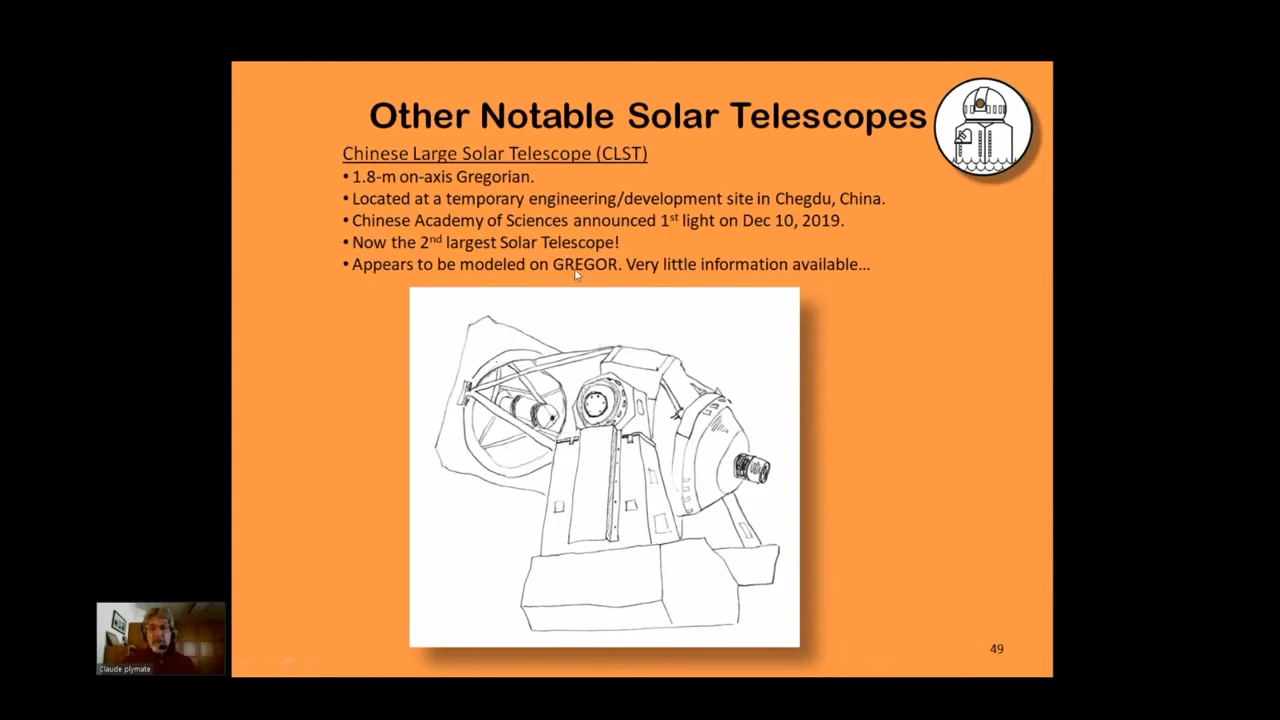 Other Notable Solar Telescopes
Chinese Large Solar Telescope (CLST)
• 1.8-m on-axis Gregorian.
• Located at a temporary engineering/development site in Chegdu, China.
• Chinese Academy of Sciences announced 1st light on Dec 10, 2019.
• Now the 2nd largest Solar Telescope!
• Appears to be modeled on GREGOR. Very little information available...
49
Claude plymate